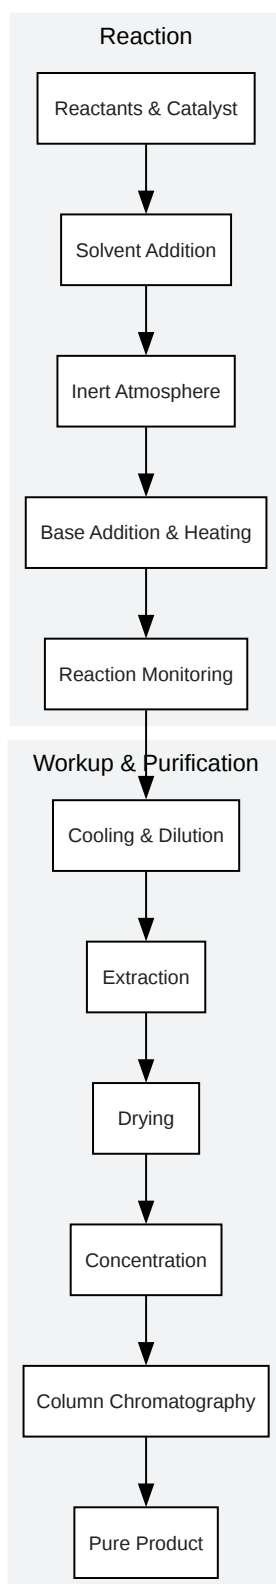 Reaction
Reactants & Catalyst
Solvent Addition
Inert Atmosphere
Base Addition & Heating
Reaction Monitoring
Workup & Purification
Cooling & Dilution
Extraction
Drying
Concentration
Column Chromatography
Pure Product